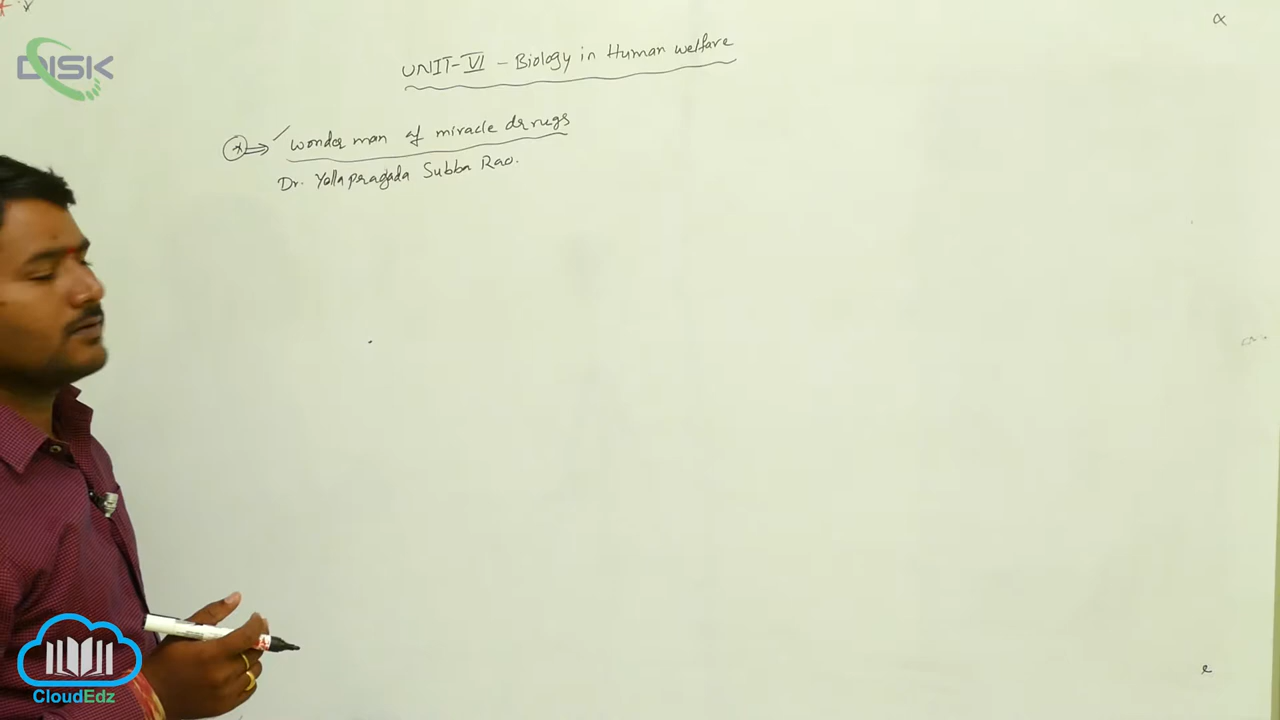 DISK
UNIT-VI - Biology in Human welfare
wonder man of miracle drugs
Dr. Yellapragada Subba Rao.
CloudEdz